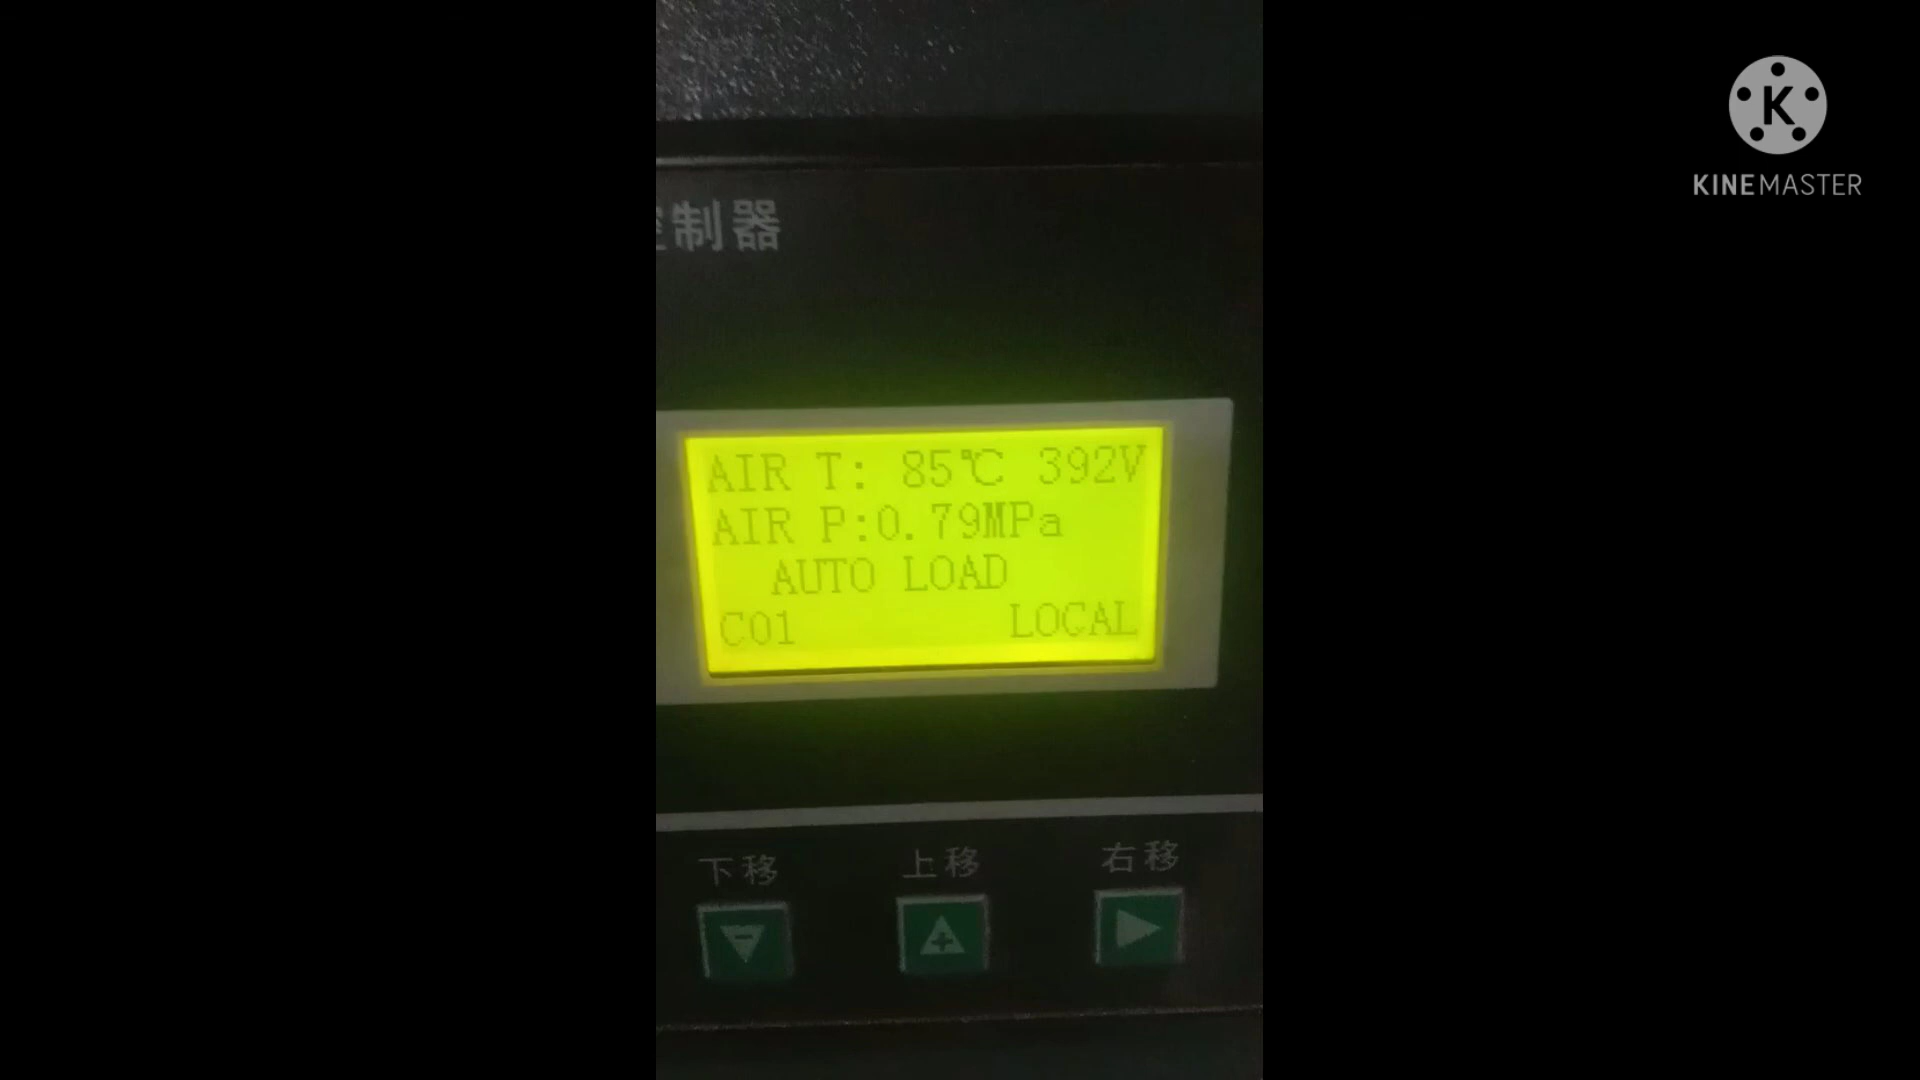 控制器
AIR T: 85℃ 392V
AIR P:0.79MPa
AUTO LOAD
C01 LOCAL
下移 上移 右移
K
KINEMASTER